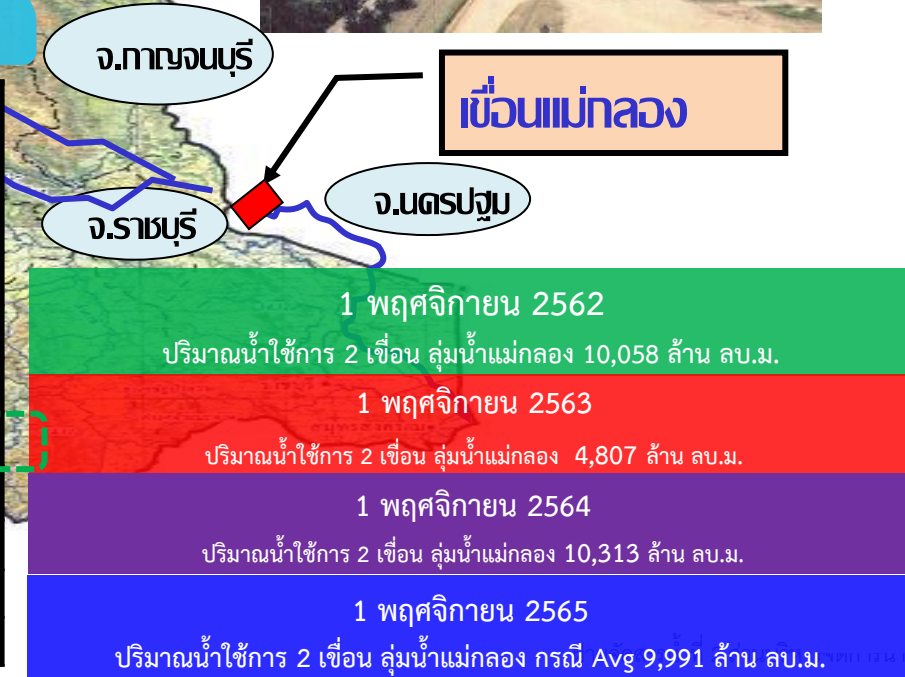 จ.กาญจนบุรี
เขื่อนแม่กลอง
จ.ราชบุรี
จ.นครปฐม
1 พฤศจิกายน 2562
ปริมาณน้ำใช้การ 2 เขื่อน ลุ่มน้ำแม่กลอง 10,058 ล้าน ลบ.ม.
1 พฤศจิกายน 2563
ปริมาณน้ำใช้การ 2 เขื่อน ลุ่มน้ำแม่กลอง 4,807 ล้าน ลบ.ม.
1 พฤศจิกายน 2564
ปริมาณน้ำใช้การ 2 เขื่อน ลุ่มน้ำแม่กลอง 10,313 ล้าน ลบ.ม.
1 พฤศจิกายน 2565
ปริมาณน้ำใช้การ 2 เขื่อน ลุ่มน้ำแม่กลอง กรณี Avg 9,991 ล้าน ลบ.ม.